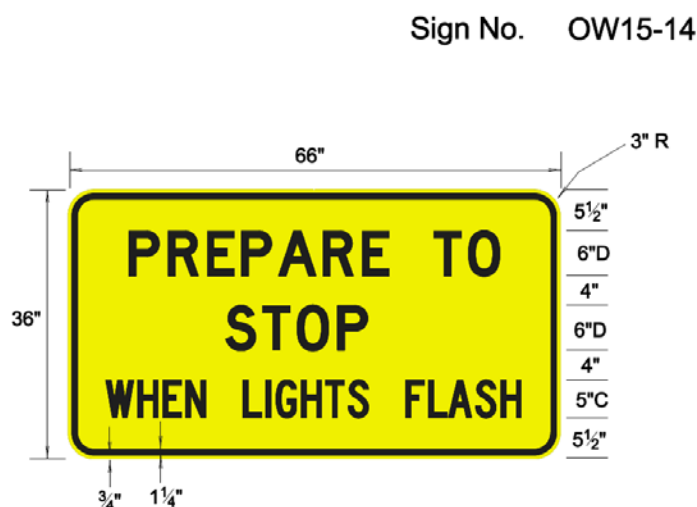 Sign No. OW15-14
66"
3" R
36"
PREPARE TO
STOP
WHEN LIGHTS FLASH
5½"
6"D
4"
6"D
4"
5"C
5½"
¾"
1¼"